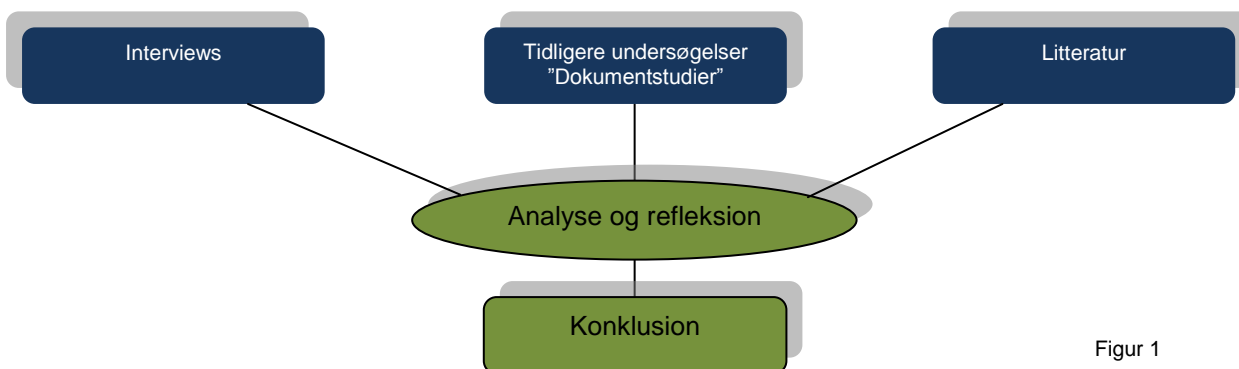 Interviews
Tidligere undersøgelser
”Dokumentstudier”
Litteratur
Analyse og refleksion
Konklusion
Figur 1